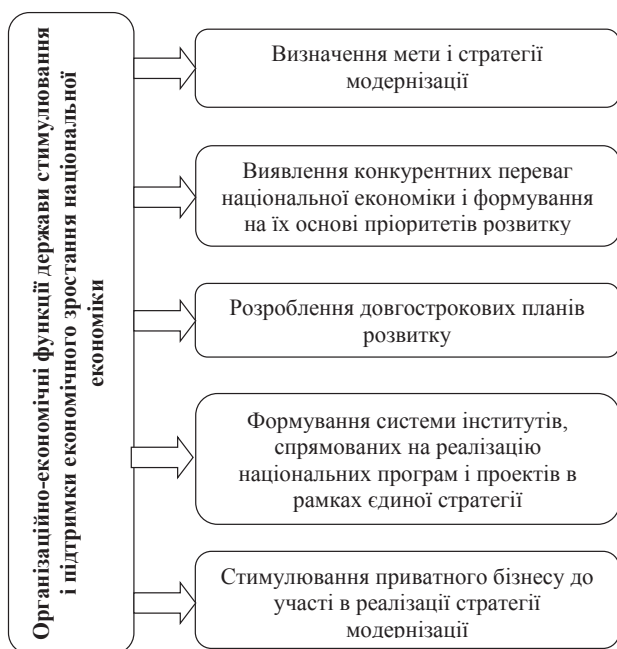 Організаційно-економічні функції держави стимулювання
і підтримки економічного зростання національної
економіки
Визначення мети і стратегії
модернізації
Виявлення конкурентних переваг
національної економіки і формування
на їх основі пріоритетів розвитку
Розроблення довгострокових планів
розвитку
Формування системи інститутів,
спрямованих на реалізацію
національних програм і проектів в
рамках єдиної стратегії
Стимулювання приватного бізнесу до
участі в реалізації стратегії
модернізації